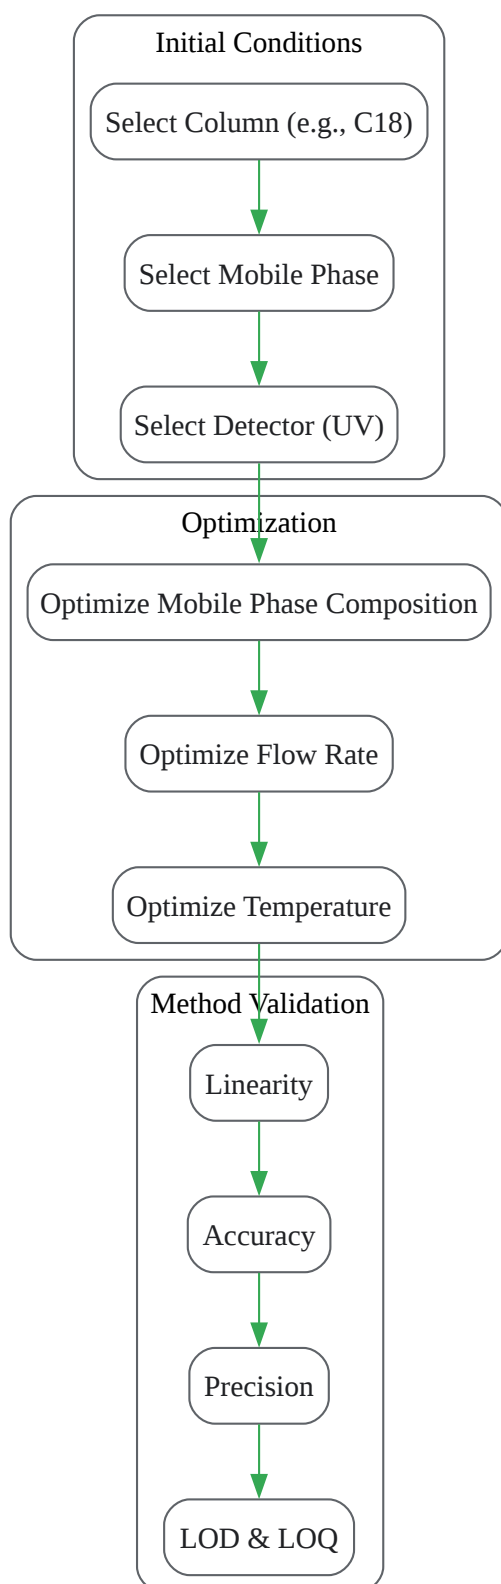 Initial Conditions
Select Column (e.g., C18)
Select Mobile Phase
Select Detector (UV)
Optimization
Optimize Mobile Phase Composition
Optimize Flow Rate
Optimize Temperature
Method Validation
Linearity
Accuracy
Precision
LOD & LOQ